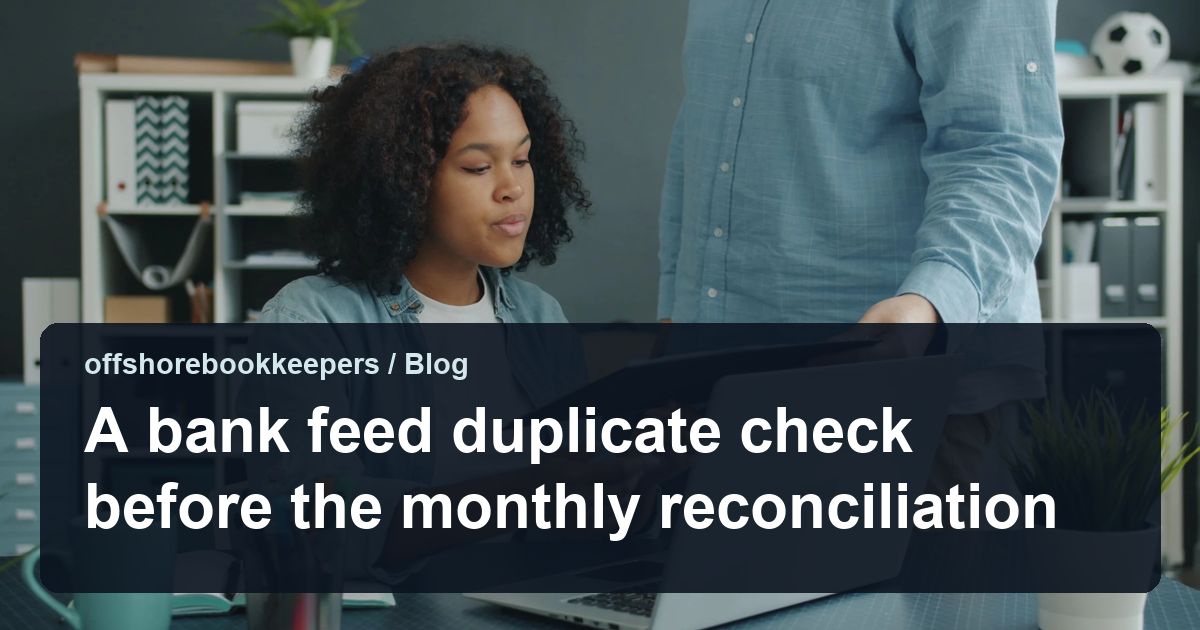 offshorebookkeepers / Blog
A bank feed duplicate check
before the monthly reconciliation